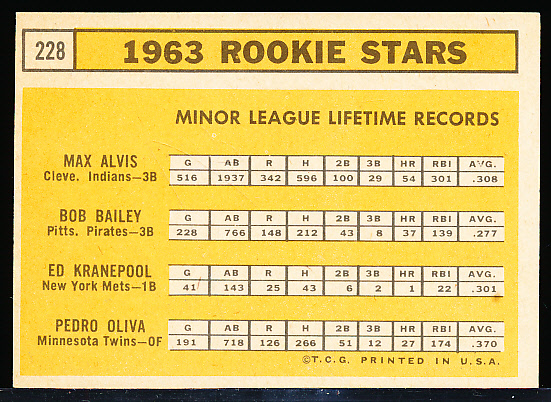 228 1963 ROOKIE STARS
MINOR LEAGUE LIFETIME RECORDS
MAX ALVIS G AB R H 2B 3B HR RBI AVG.
Cleve. Indians—3B 516 1937 342 596 100 29 54 301 .308
BOB BAILEY G AB R H 2B 3B HR RBI AVG.
Pitts. Pirates—3B 228 766 148 212 43 8 37 139 .277
ED KRANEPOOL G AB R H 2B 3B HR RBI AVG.
New York Mets—1B 41 143 25 43 6 2 1 22 .301
PEDRO OLIVA G AB R H 2B 3B HR RBI AVG.
Minnesota Twins—OF 191 718 126 266 51 12 27 174 .370
©T.C.G. PRINTED IN U.S.A.